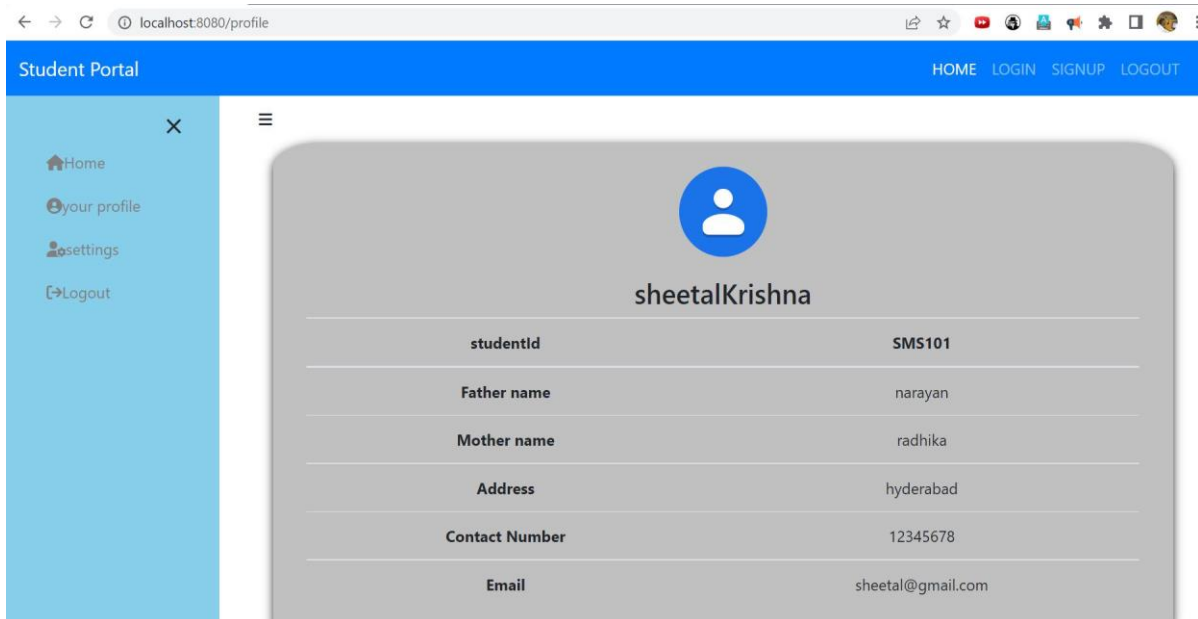 localhost:8080/profile
Student Portal HOME LOGIN SIGNUP LOGOUT
Home
your profile
settings
Logout
sheetalKrishna
studentId SMS101
Father name narayan
Mother name radhika
Address hyderabad
Contact Number 12345678
Email sheetal@gmail.com